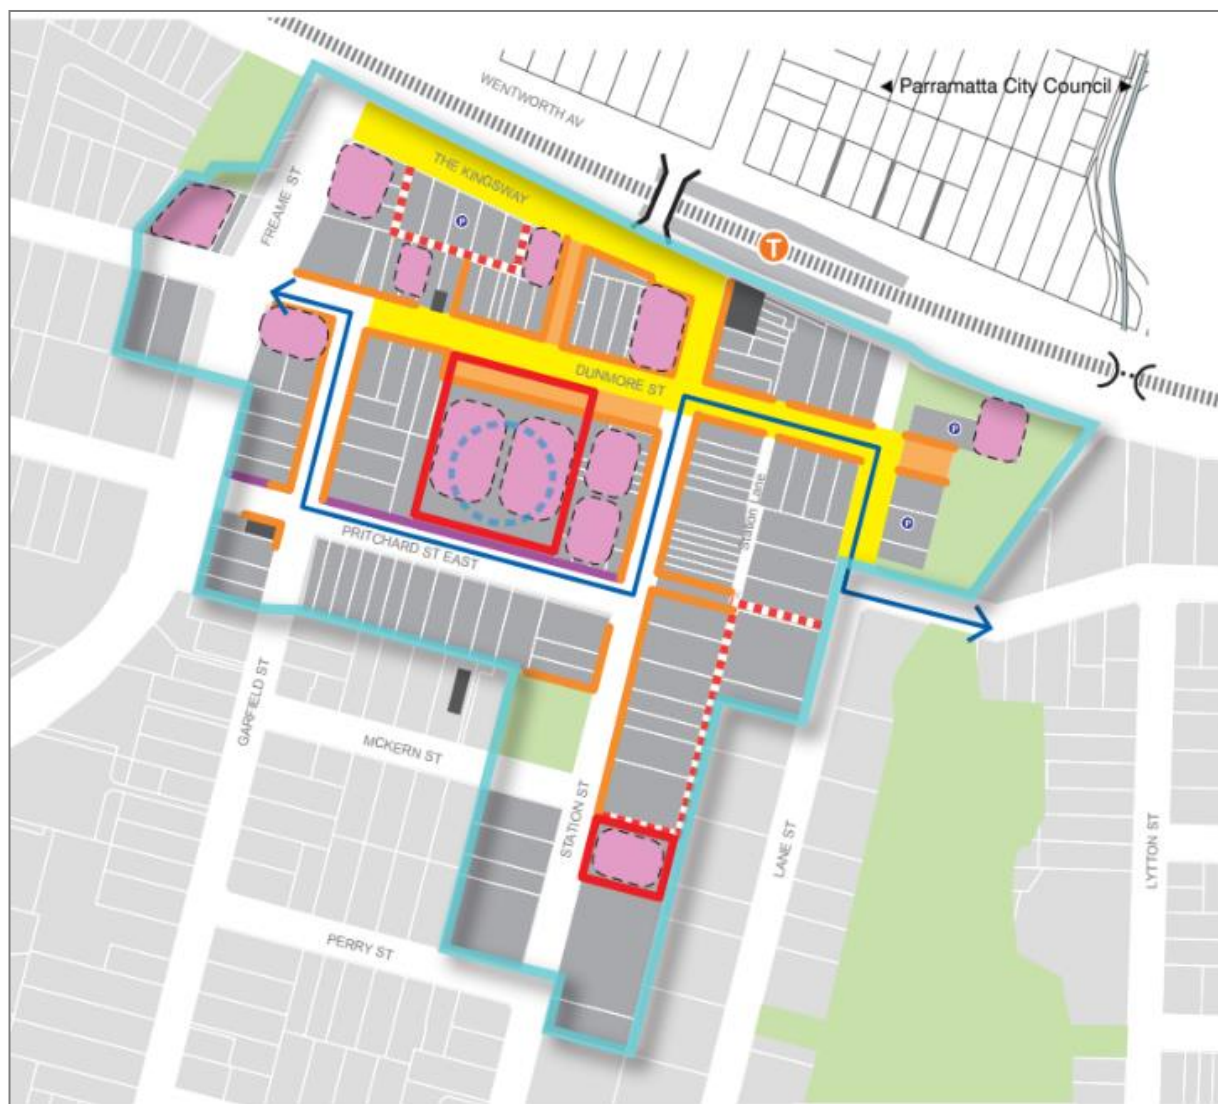 WENTWORTH AV
◄ Parramatta City Council ►
THE KINGSWAY
FREAME ST
P
T
DUNMORE ST
P
P
Station Lane
PRITCHARD ST EAST
GARFIELD ST
MCKERN ST
STATION ST
LANE ST
LYTTON ST
PERRY ST